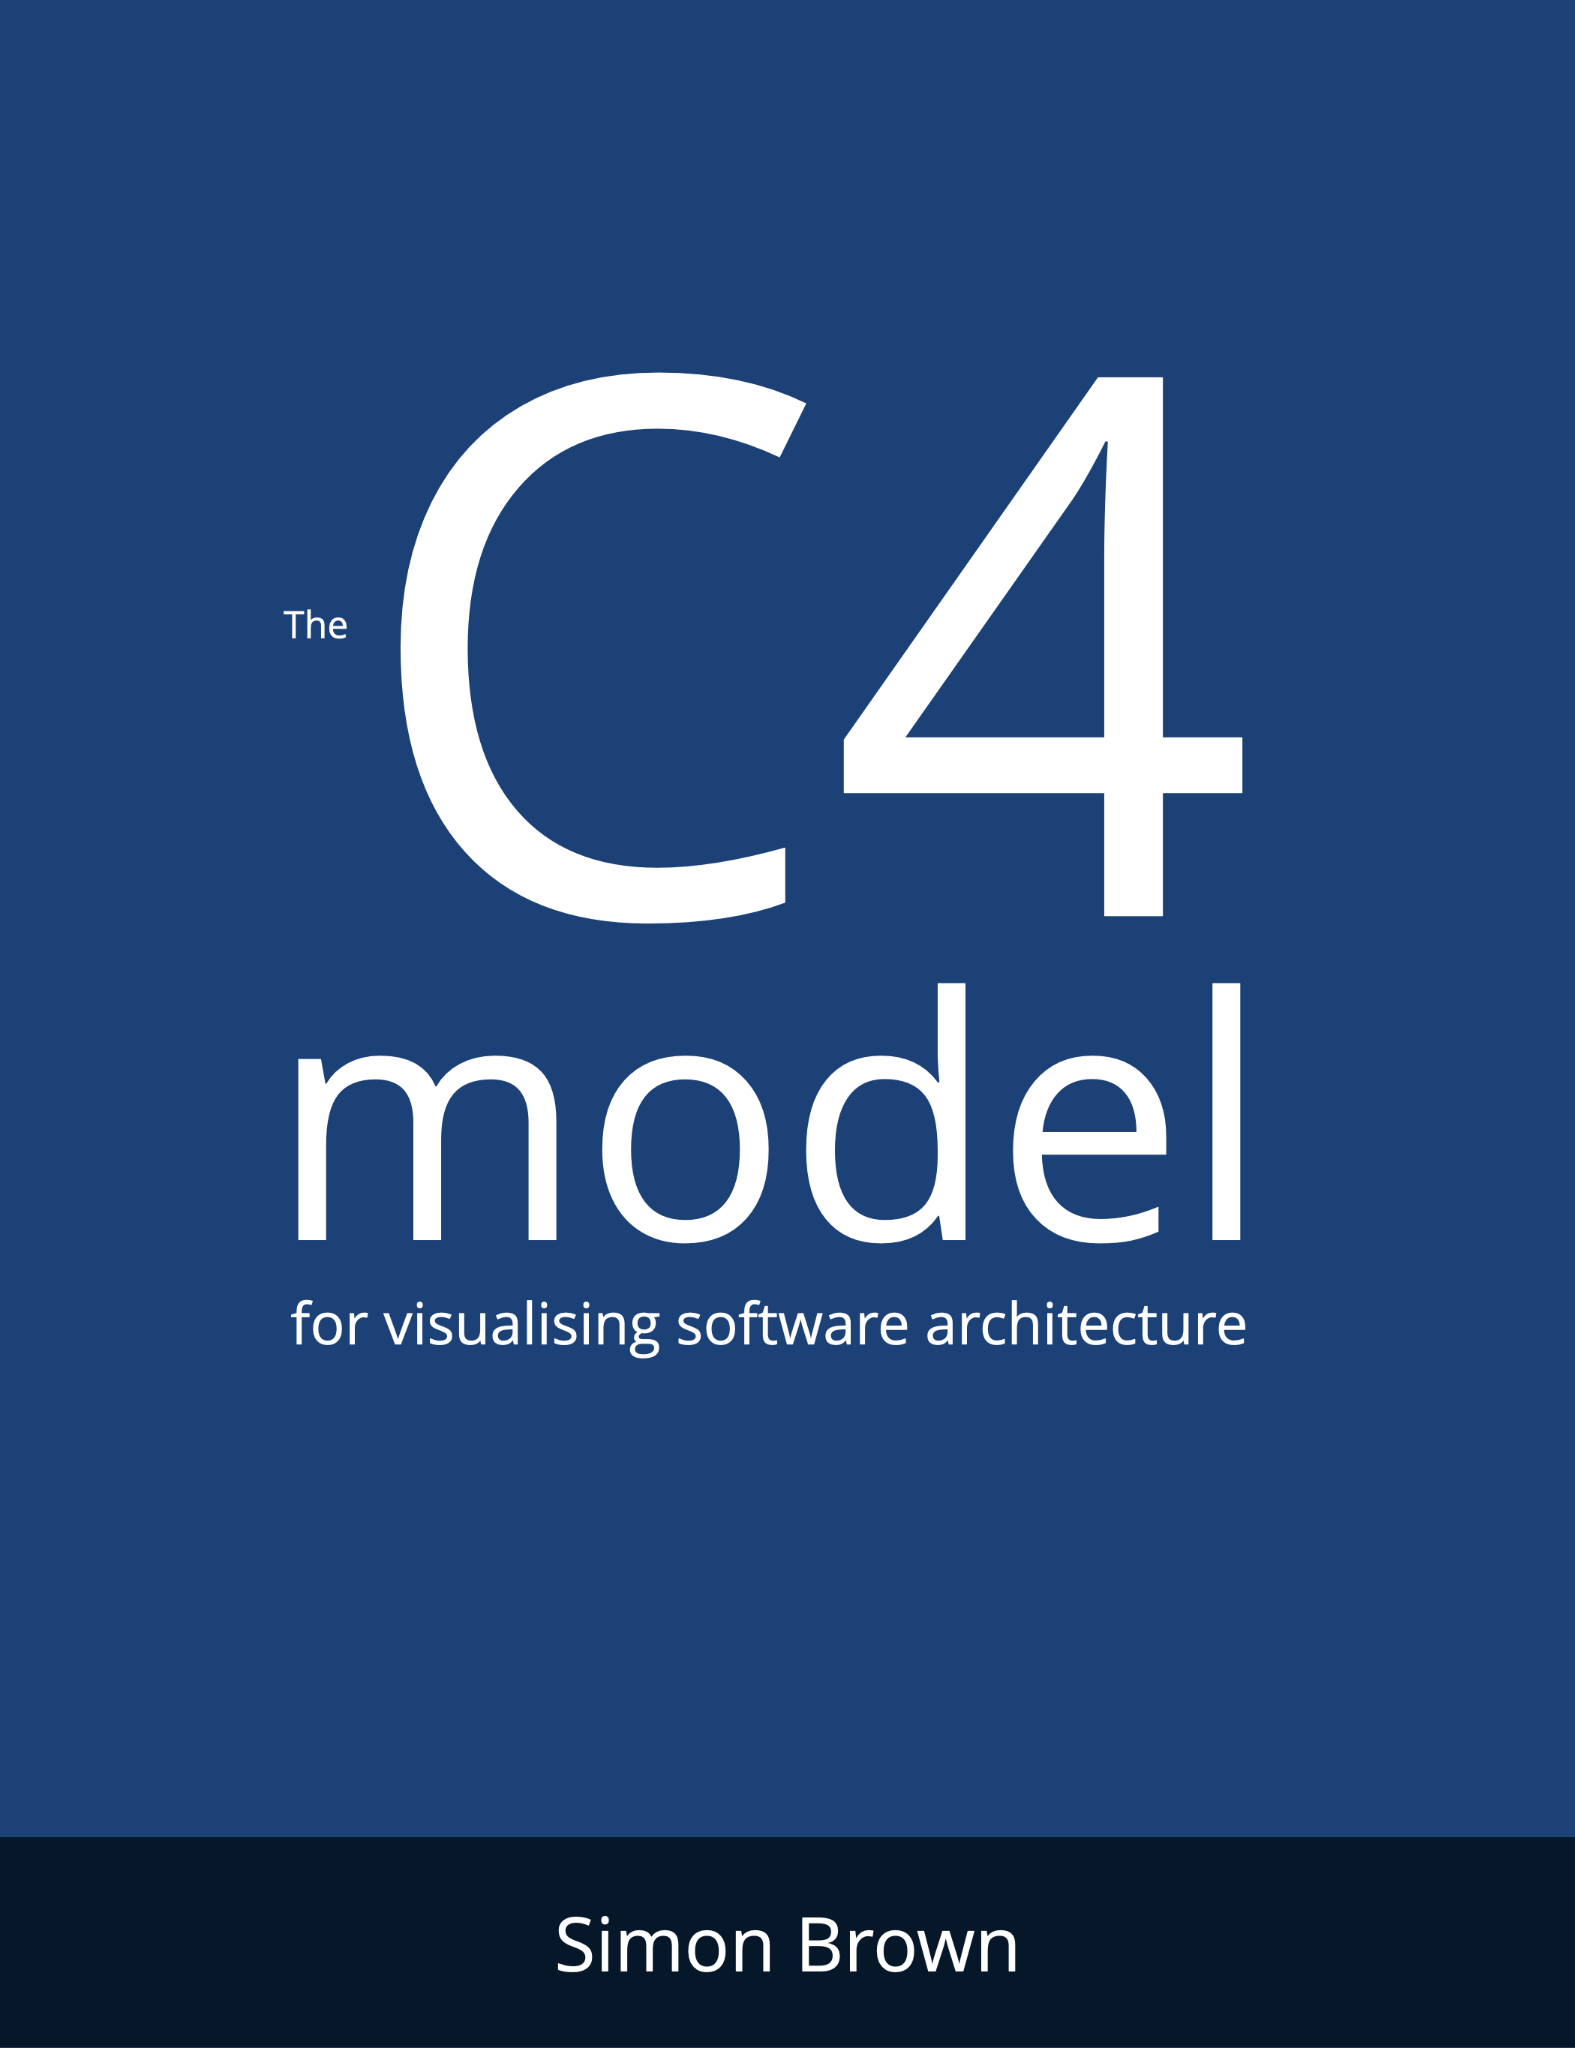 The C4
model
for visualising software architecture
Simon Brown